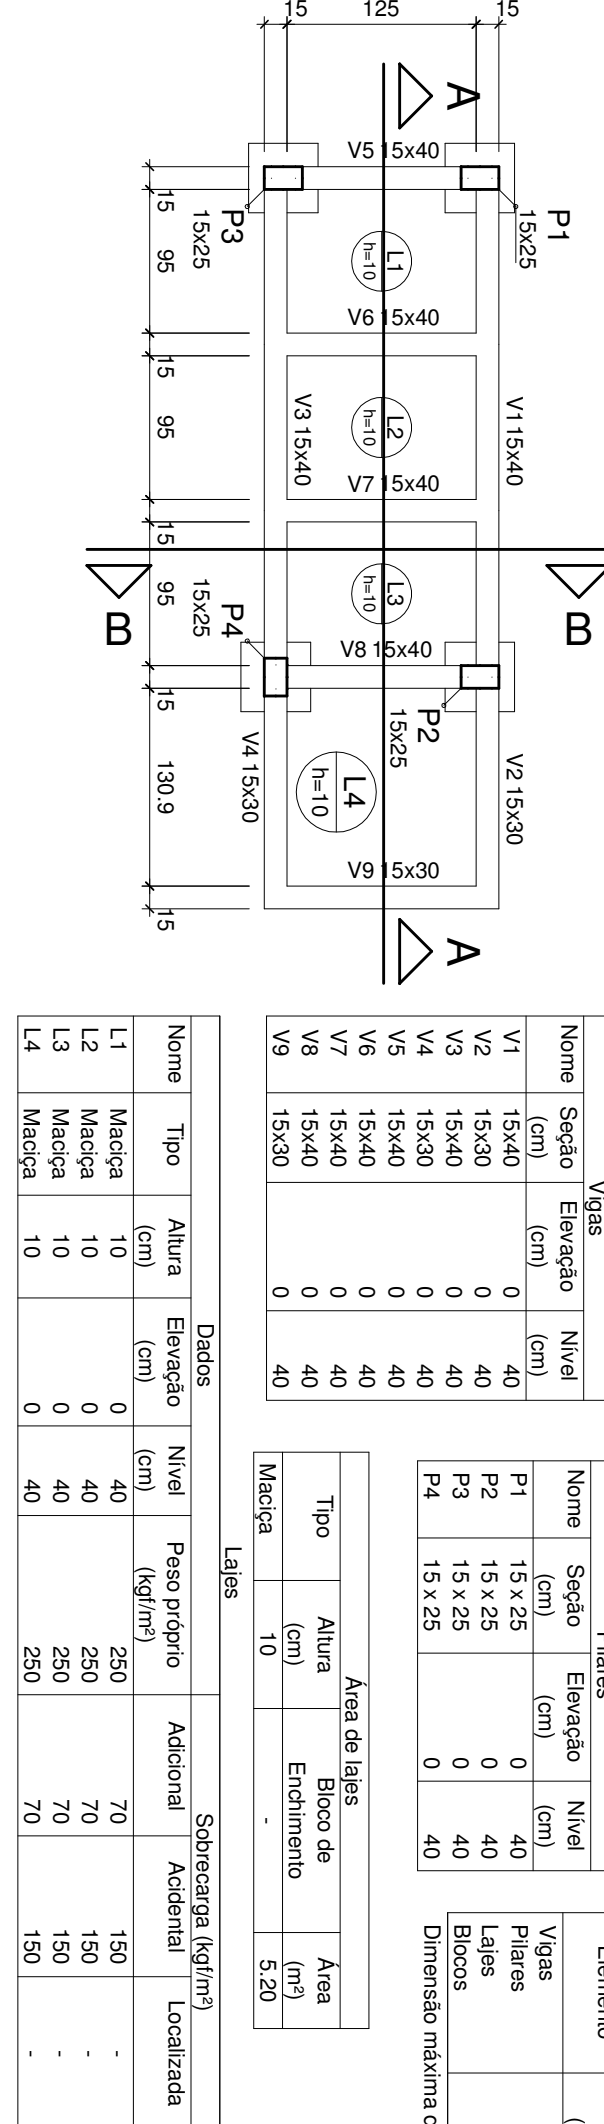 15 125 15
A
V5 15x40
P1
15x25
P3
15x25
L1
h=10
V6 15x40
V1 15x40
V3 15x40
L2
h=10
V7 15x40
B
B
L3
h=10
V8 15x40
P4
15x25
P2
15x25
V4 15x30
V2 15x30
L4
h=10
V9 15x30
A
15
95
15
95
15
95
15
130.9
15
Vigas
Nome Seção (cm) Elevação (cm) Nível (cm)
V1 15x40 0 40
V2 15x30 0 40
V3 15x40 0 40
V4 15x30 0 40
V5 15x40 0 40
V6 15x40 0 40
V7 15x40 0 40
V8 15x40 0 40
V9 15x30 0 40
Pilares
Nome Seção (cm) Elevação (cm) Nível (cm)
P1 15 x 25 0 40
P2 15 x 25 0 40
P3 15 x 25 0 40
P4 15 x 25 0 40
Elemento
Vigas
Pilares
Lajes
Blocos
Dimensão máxima
Área de lajes
Tipo Altura (cm) Bloco de Enchimento Área (m²)
Maciça 10 - 5.20
Lajes
Dados Sobrecarga (kgf/m²)
Nome Tipo Altura (cm) Elevação (cm) Nível (cm) Peso próprio (kgf/m²) Adicional Acidental Localizada
L1 Maciça 10 0 40 250 70 150 -
L2 Maciça 10 0 40 250 70 150 -
L3 Maciça 10 0 40 250 70 150 -
L4 Maciça 10 0 40 250 70 150 -